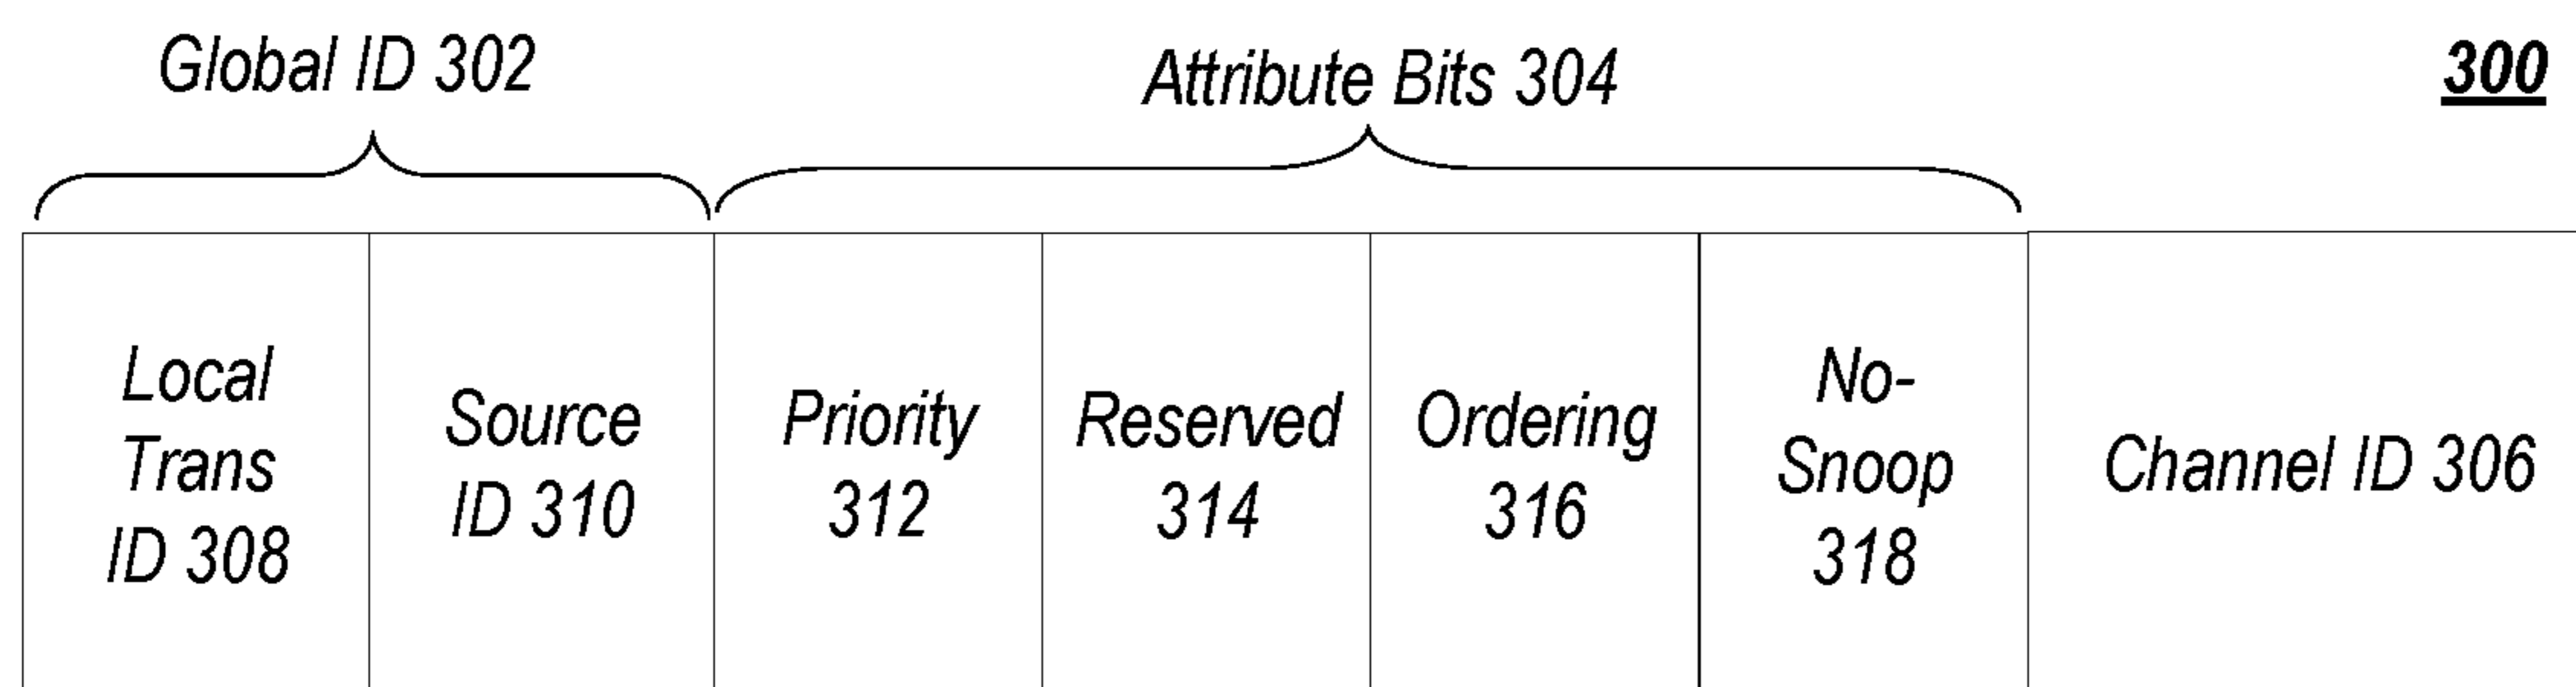 Global ID 302
Attribute Bits 304
300
Local
Trans
ID 308
Source
ID 310
Priority
312
Reserved
314
Ordering
316
No-
Snoop
318
Channel ID 306